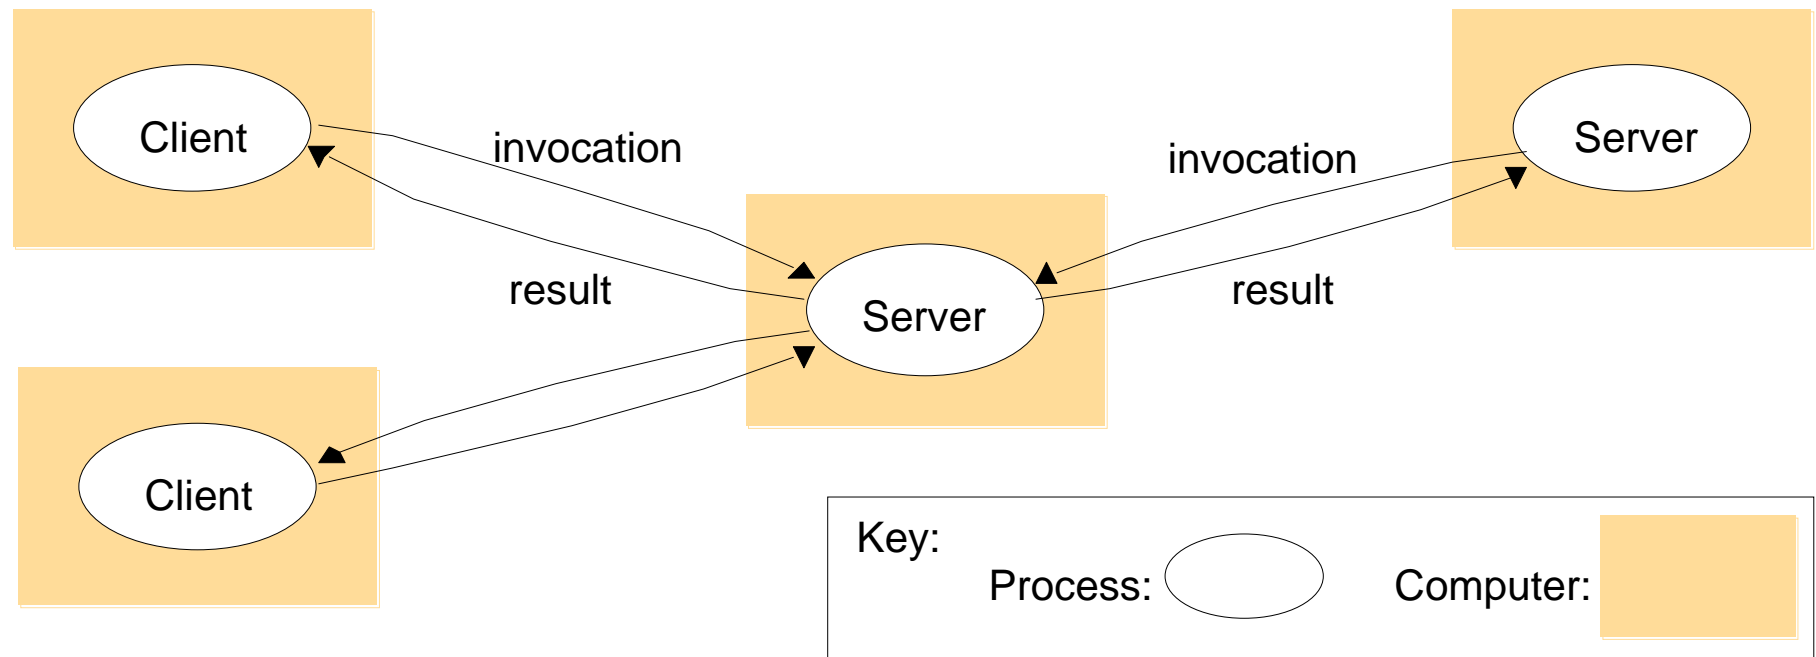 Client
invocation
invocation
Server
result
Server
result
Client
Key:
Process:
Computer: